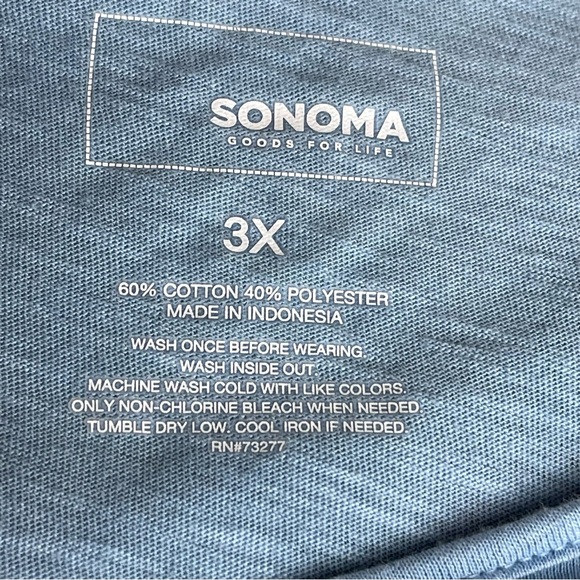 SONOMA
GOODS FOR LIFE
3X
60% COTTON 40% POLYESTER
MADE IN INDONESIA
WASH ONCE BEFORE WEARING.
WASH INSIDE OUT.
MACHINE WASH COLD WITH LIKE COLORS.
ONLY NON-CHLORINE BLEACH WHEN NEEDED.
TUMBLE DRY LOW. COOL IRON IF NEEDED.
RN#73277